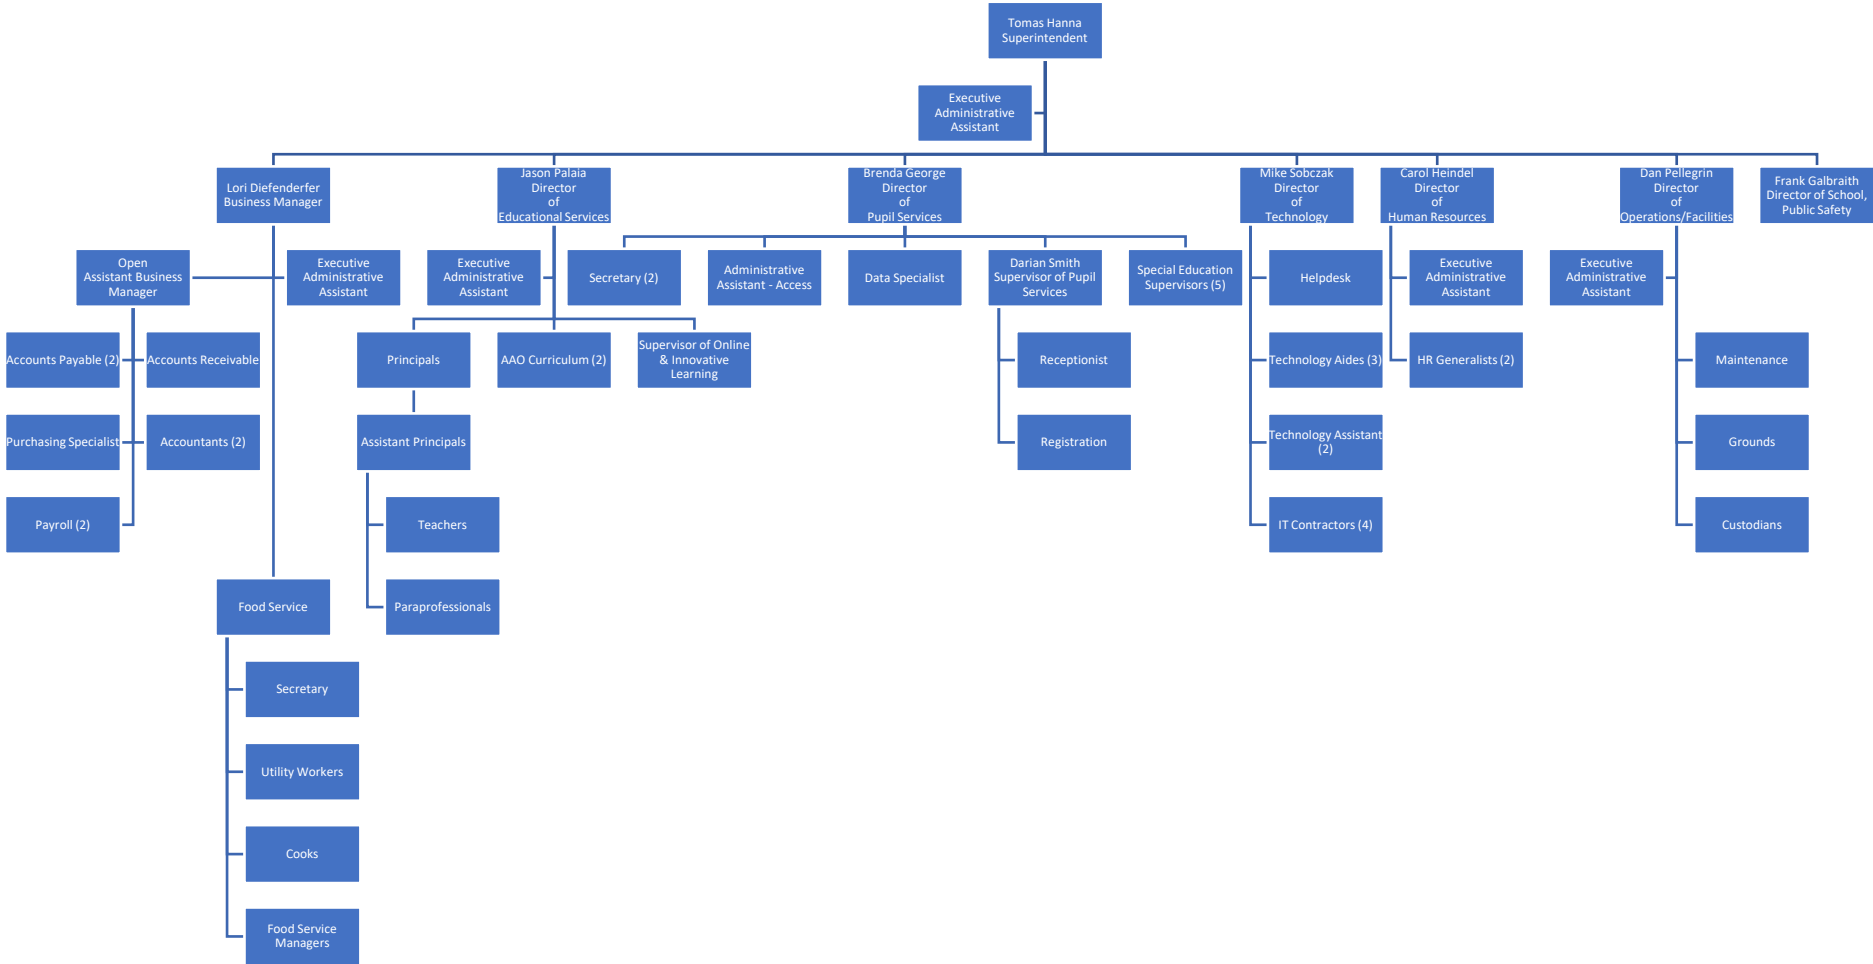 Tomas Hanna
Superintendent
Executive
Administrative
Assistant
Lori Diefenderfer
Business Manager
Jason Palaia
Director
of
Educational Services
Brenda George
Director
of
Pupil Services
Mike Sobczak
Director
of
Technology
Carol Heindel
Director
of
Human Resources
Dan Pellegrin
Director
of
Operations/Facilities
Frank Galbraith
Director of School,
Public Safety
Open
Assistant Business
Manager
Executive
Administrative
Assistant
Executive
Administrative
Assistant
Secretary (2)
Administrative
Assistant - Access
Data Specialist
Darian Smith
Supervisor of Pupil
Services
Special Education
Supervisors (5)
Helpdesk
Executive
Administrative
Assistant
Executive
Administrative
Assistant
Accounts Payable (2)
Accounts Receivable
Principals
AAO Curriculum (2)
Supervisor of Online
& Innovative
Learning
Receptionist
Technology Aides (3)
HR Generalists (2)
Maintenance
Purchasing Specialist
Accountants (2)
Assistant Principals
Registration
Technology Assistant
(2)
Grounds
Payroll (2)
Teachers
IT Contractors (4)
Custodians
Food Service
Paraprofessionals
Secretary
Utility Workers
Cooks
Food Service
Managers